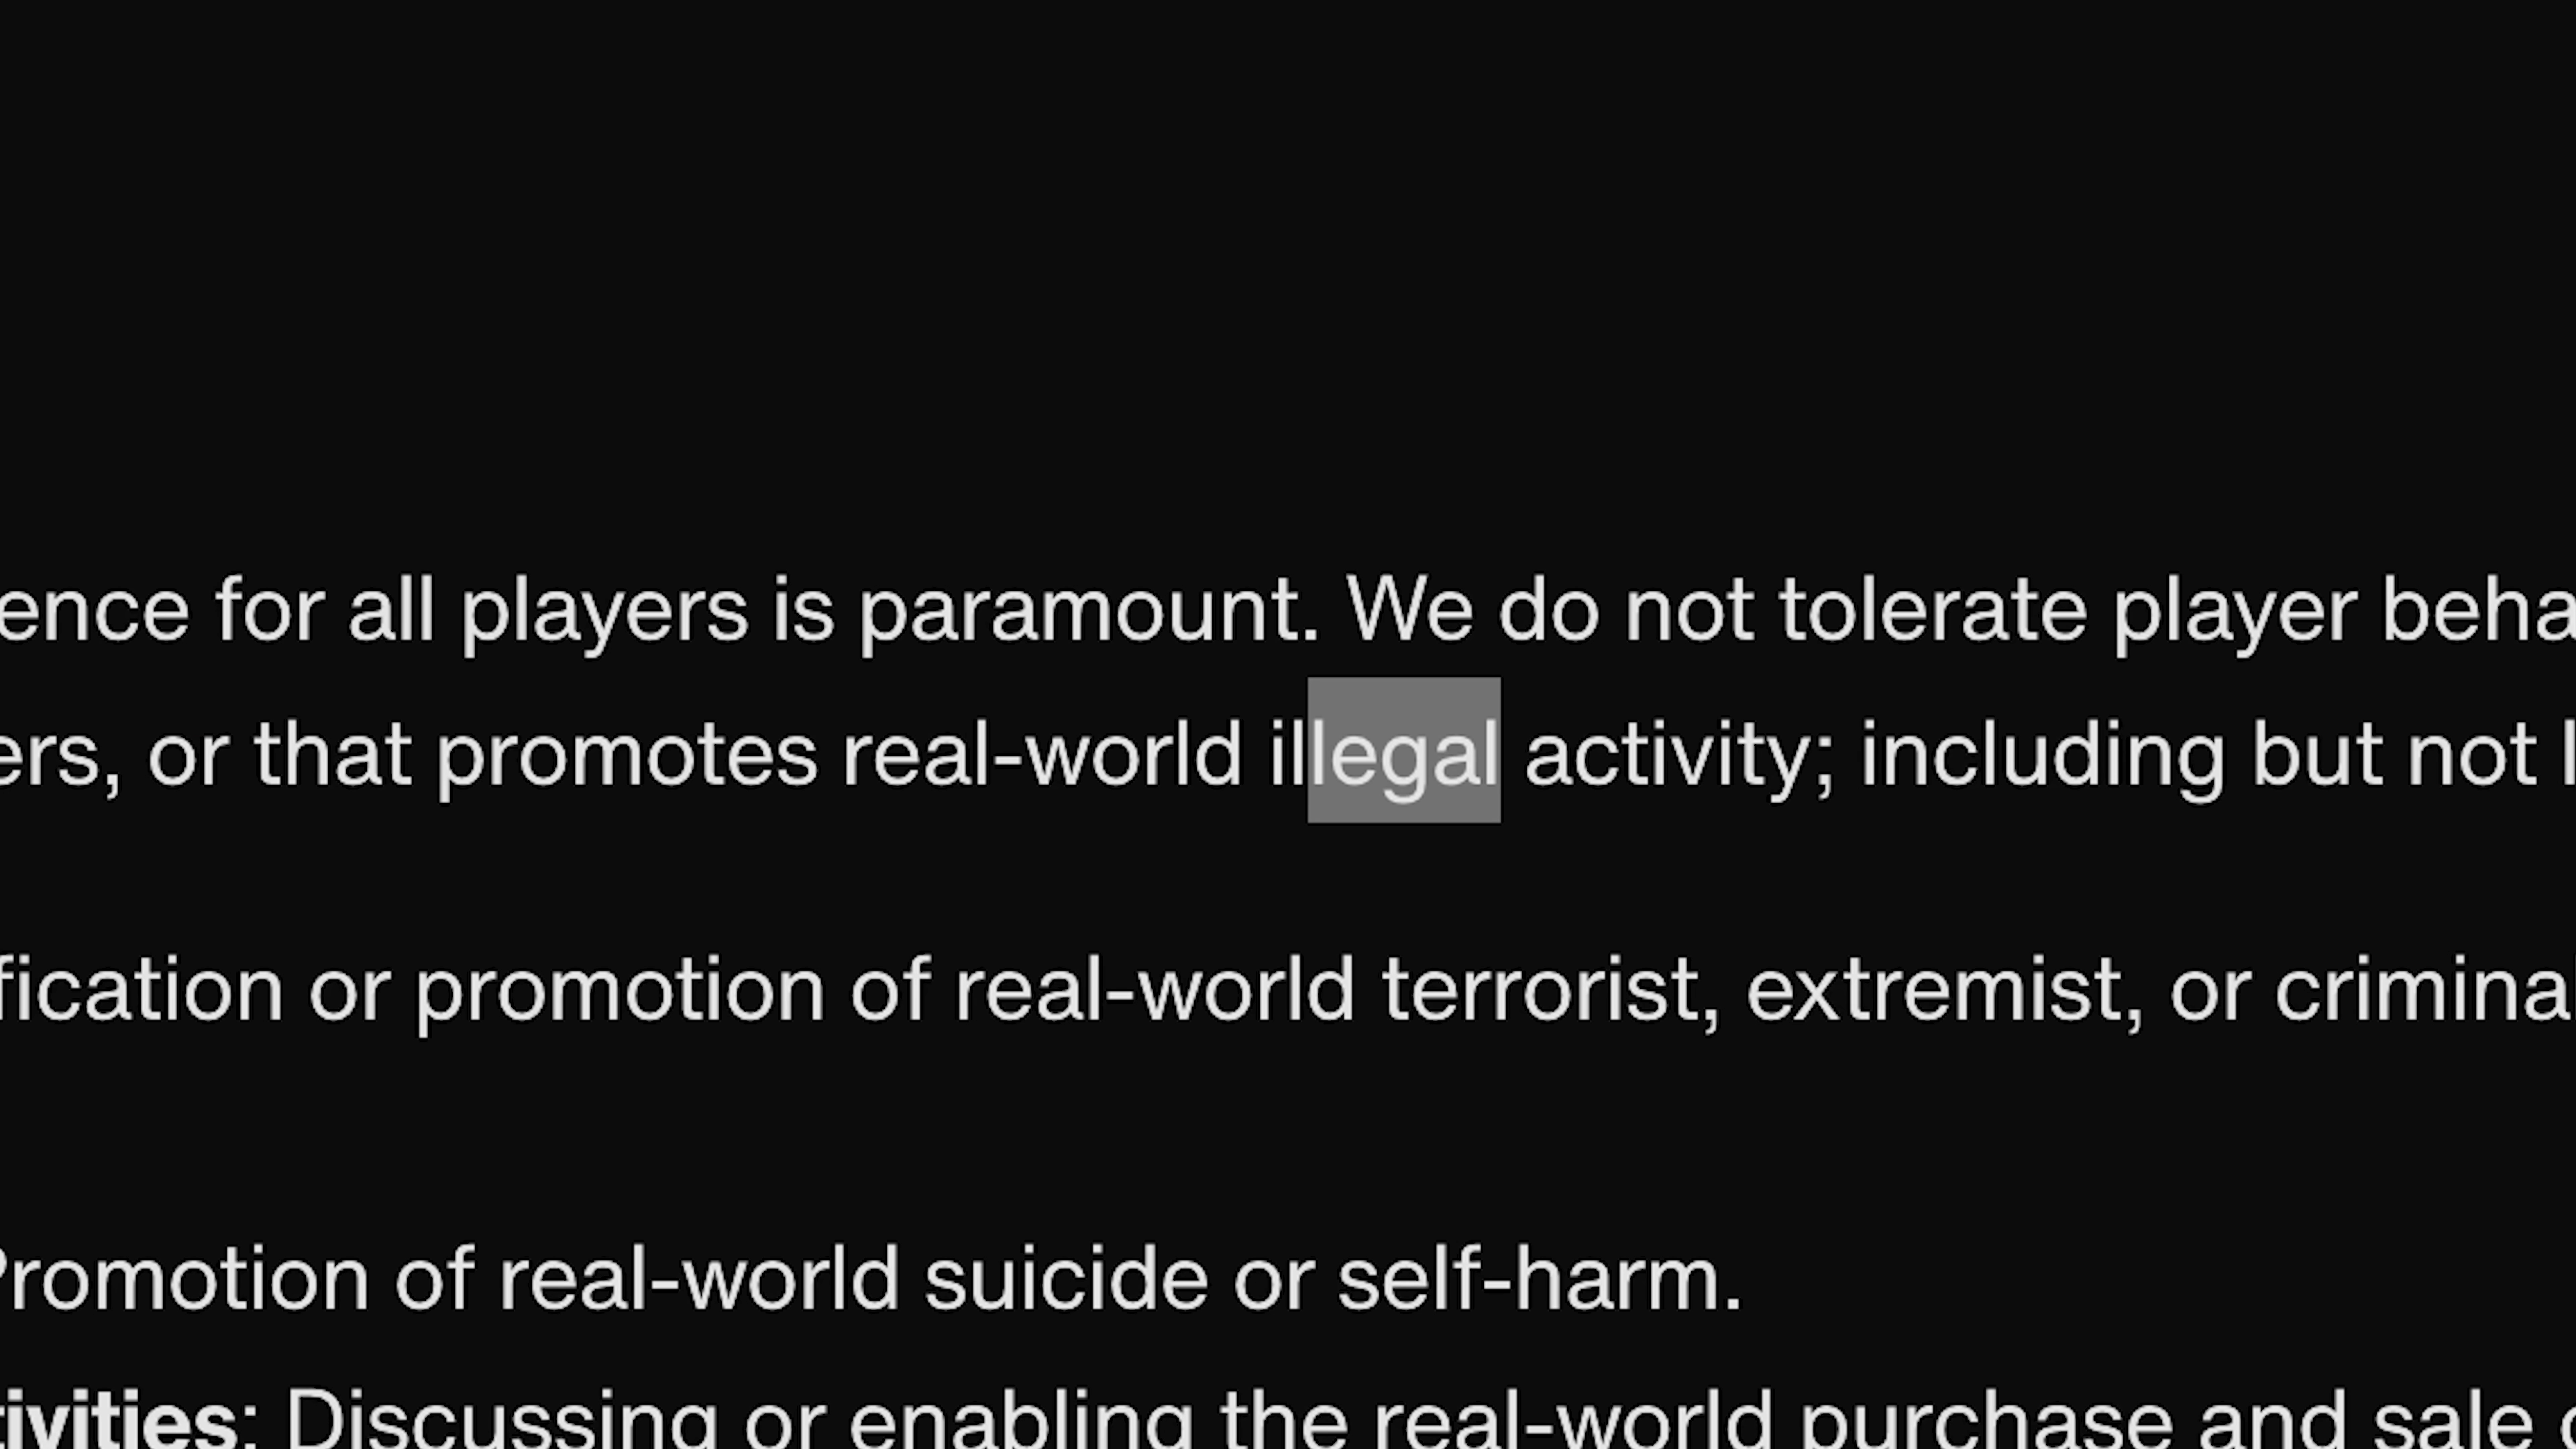 ence for all players is paramount. We do not tolerate player beha
ers, or that promotes real-world illegal activity; including but not l
fication or promotion of real-world terrorist, extremist, or criminal
Promotion of real-world suicide or self-harm.
tivities: Discussing or enabling the real-world purchase and sale